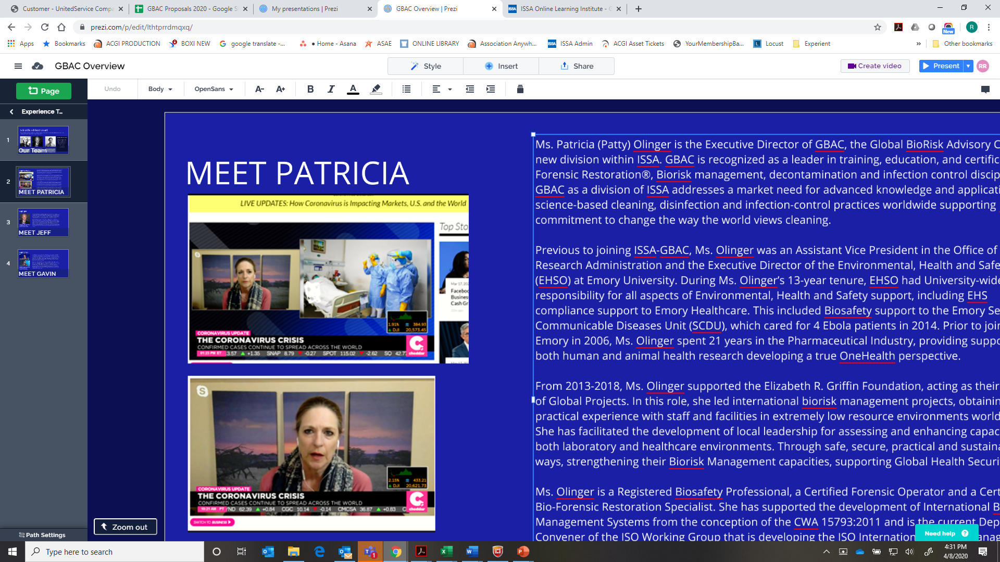 Customer - UnitedService Compa
GBAC Proposals 2020 - Google S
My presentations | Prezi
GBAC Overview | Prezi
ISSA Online Learning Institute - C
prezi.com/p/edit/lthtprrdmqxq/
R
New
Apps
Bookmarks
ACGI PRODUCTION
BOXI NEW
google translate -...
• Home - Asana
ASAE
ONLINE LIBRARY
Association Anywh...
ISSA Admin
ACGI Asset Tickets
YourMembershipBa...
Locust
Experient
»
Other bookmarks
GBAC Overview
Style
Insert
Share
Create video
Present
RR
Page
Undo
Body
OpenSans
A-
A+
B
I
A
Experience T...
1
Scientific Advisory Board
Our Team
2
MEET PATRICIA
3
MEET JEFF
4
MEET GAVIN
Path Settings
Zoom out
MEET PATRICIA
LIVE UPDATES: How Coronavirus is Impacting Markets, U.S. and the World
Top Sto
Mar 17, 20
Facebo
Busines
Cash Gr
1.91% = 384.93
▲ DJI 20,573.45
CORONAVIRUS UPDATE
THE CORONAVIRUS CRISIS
CONFIRMED CASES CONTINUE TO SPREAD ACROSS THE WORLD
01:23 PM ET 3.57 ▲ +1.35 SNAP 8.79 ▼ -0.27 SPOT 115.02 ▼ -2.62 SQ 42.77
cheddar
2.15% = 433.21
▲ DJI 20,621.73
CORONAVIRUS UPDATE
THE CORONAVIRUS CRISIS
CONFIRMED CASES CONTINUE TO SPREAD ACROSS THE WORLD
10:21 AM PT YND 62.39 ▲ +0.84 CGC 10.14 ▼ -0.14 CMCSA 36.87 ▲ +0.83 C
cheddar
SWITCH TO BUSINESS
Ms. Patricia (Patty) Olinger is the Executive Director of GBAC, the Global BioRisk Advisory C
new division within ISSA. GBAC is recognized as a leader in training, education, and certific
Forensic Restoration®, Biorisk management, decontamination and infection control discip
GBAC as a division of ISSA addresses a market need for advanced knowledge and applicati
science-based cleaning, disinfection and infection-control practices worldwide supporting
commitment to change the way the world views cleaning.
Previous to joining ISSA-GBAC, Ms. Olinger was an Assistant Vice President in the Office of
Research Administration and the Executive Director of the Environmental, Health and Safe
(EHSO) at Emory University. During Ms. Olinger’s 13-year tenure, EHSO had University-wide
responsibility for all aspects of Environmental, Health and Safety support, including EHS
compliance support to Emory Healthcare. This included Biosafety support to the Emory Se
Communicable Diseases Unit (SCDU), which cared for 4 Ebola patients in 2014. Prior to join
Emory in 2006, Ms. Olinger spent 21 years in the Pharmaceutical Industry, providing suppo
both human and animal health research developing a true OneHealth perspective.
From 2013-2018, Ms. Olinger supported the Elizabeth R. Griffin Foundation, acting as their
of Global Projects. In this role, she led international biorisk management projects, obtainin
practical experience with staff and facilities in extremely low resource environments world
She has facilitated the development of local leadership for assessing and enhancing capac
both laboratory and healthcare environments. Through safe, secure, practical and sustaina
ways, strengthening their Biorisk Management capacities, supporting Global Health Securi
Ms. Olinger is a Registered Biosafety Professional, a Certified Forensic Operator and a Cert
Bio-Forensic Restoration Specialist. She has supported the development of International B
Management Systems from the conception of the CWA 15793:2011 and is the current Dep
Convener of the ISO Working Group that is developing the ISO Internation
Need help ?
Type here to search
4:31 PM
4/8/2020